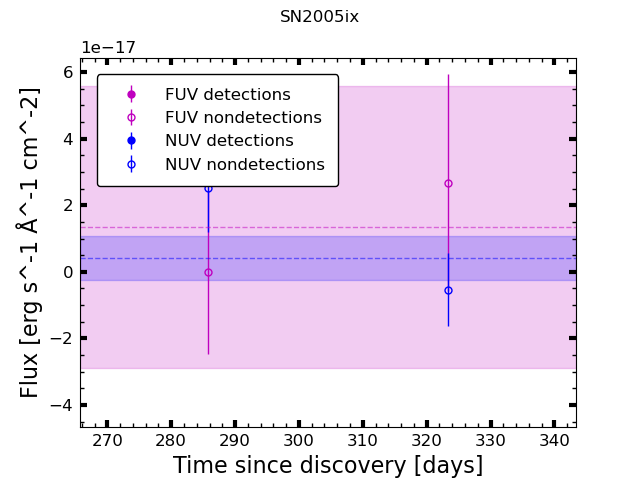 SN2005ix
1e−17
FUV detections
FUV nondetections
NUV detections
NUV nondetections
6
4
2
0
−2
−4
270 280 290 300 310 320 330 340
Flux [erg s^-1 Å^-1 cm^-2]
Time since discovery [days]